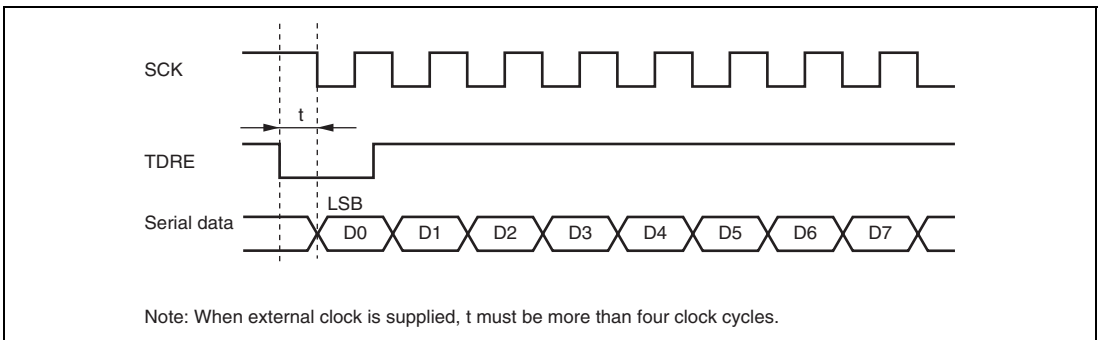 SCK
t
TDRE
LSB
Serial data D0 D1 D2 D3 D4 D5 D6 D7
Note: When external clock is supplied, t must be more than four clock cycles.